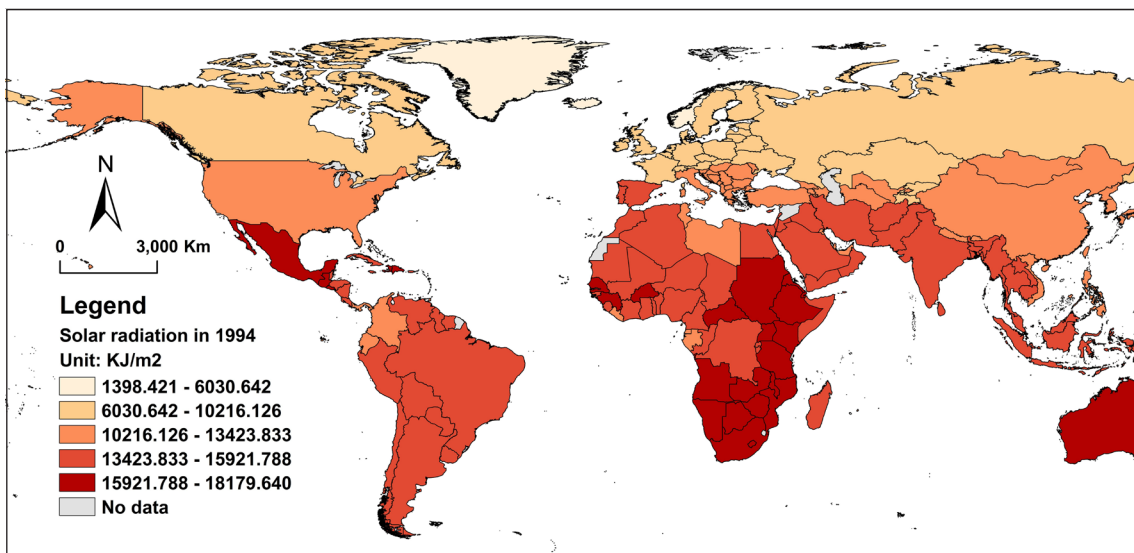 N
0 3,000 Km
Legend
Solar radiation in 1994
Unit: KJ/m2
1398.421 - 6030.642
6030.642 - 10216.126
10216.126 - 13423.833
13423.833 - 15921.788
15921.788 - 18179.640
No data